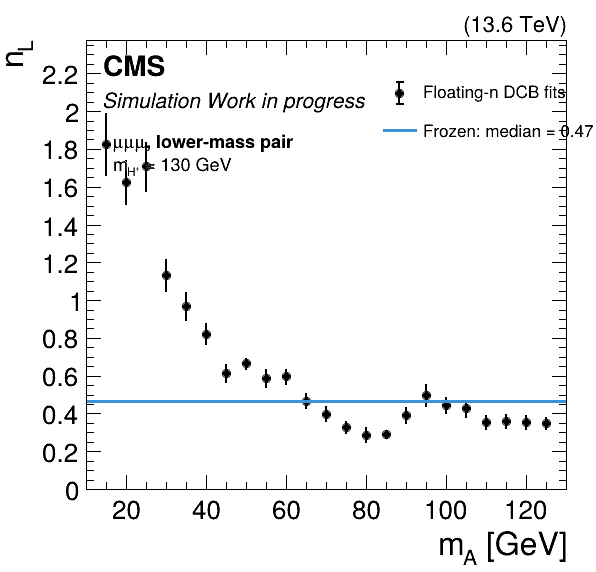 (13.6 TeV)
n_L
CMS
Simulation Work in progress
Floating-n DCB fits
Frozen: median = 0.47
μμμ, lower-mass pair
m_H⁺ = 130 GeV
2.2
2
1.8
1.6
1.4
1.2
1
0.8
0.6
0.4
0.2
0
20 40 60 80 100 120
m_A [GeV]